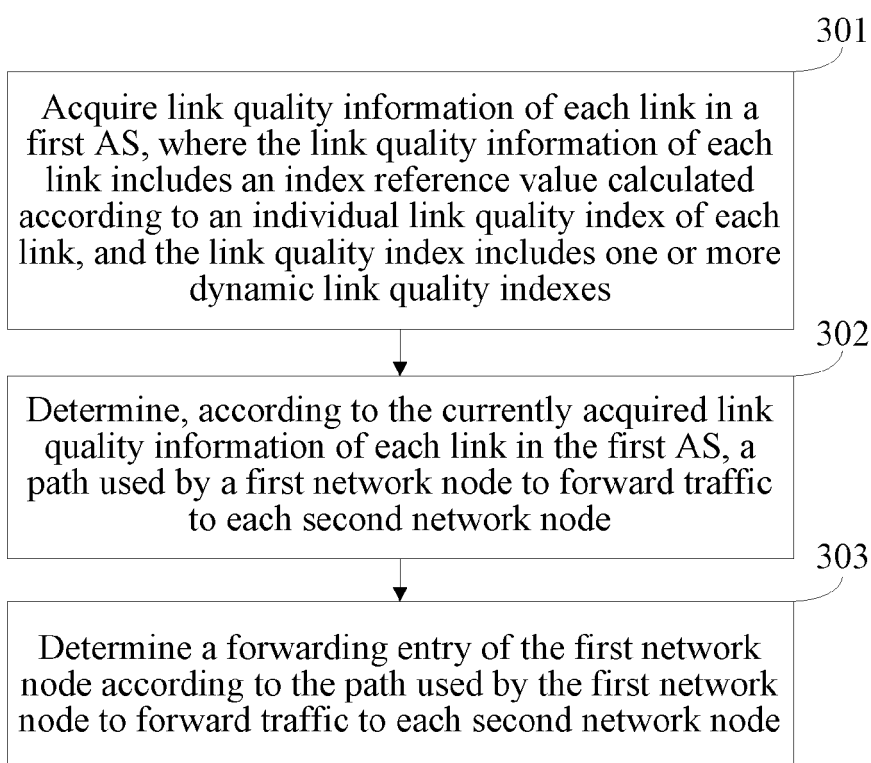 301
Acquire link quality information of each link in a
first AS, where the link quality information of each
link includes an index reference value calculated
according to an individual link quality index of each
link, and the link quality index includes one or more
dynamic link quality indexes
302
Determine, according to the currently acquired link
quality information of each link in the first AS, a
path used by a first network node to forward traffic
to each second network node
303
Determine a forwarding entry of the first network
node according to the path used by the first network
node to forward traffic to each second network node